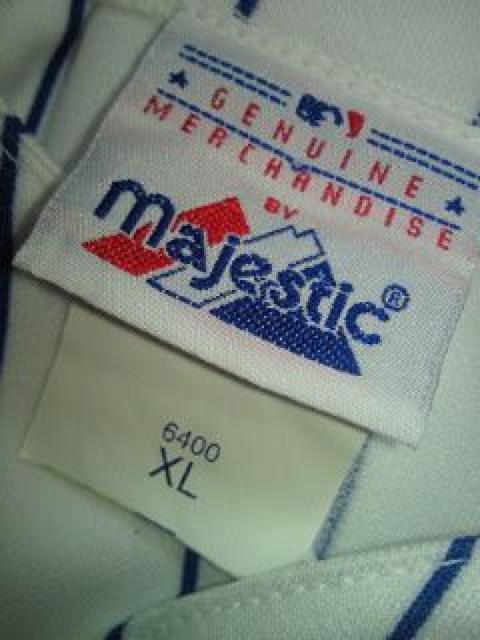 GENUINE
MERCHANDISE
BY
majestic®
6400
XL